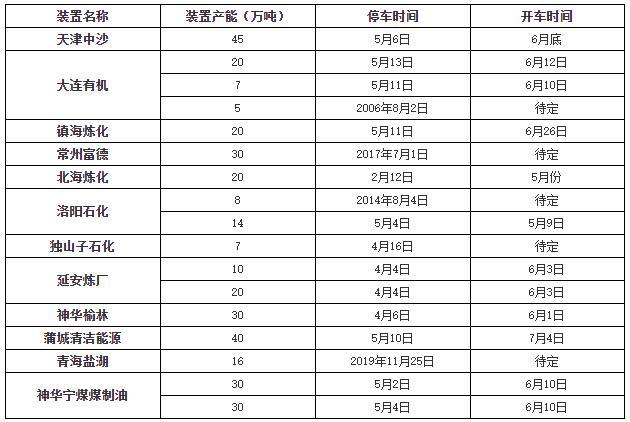 装置名称 装置产能（万吨） 停车时间 开车时间
天津中沙 45 5月6日 6月底
大连有机 20 5月13日 6月12日
7 5月11日 6月10日
5 2006年8月2日 待定
镇海炼化 20 5月11日 6月26日
常州富德 30 2017年7月1日 待定
北海炼化 20 2月12日 5月份
洛阳石化 8 2014年8月4日 待定
14 5月4日 5月9日
独山子石化 7 4月16日 待定
延安炼厂 10 4月4日 6月3日
20 4月4日 6月3日
神华榆林 30 4月6日 6月1日
蒲城清洁能源 40 5月10日 7月4日
青海盐湖 16 2019年11月25日 待定
神华宁煤煤制油 30 5月2日 6月10日
30 5月4日 6月10日